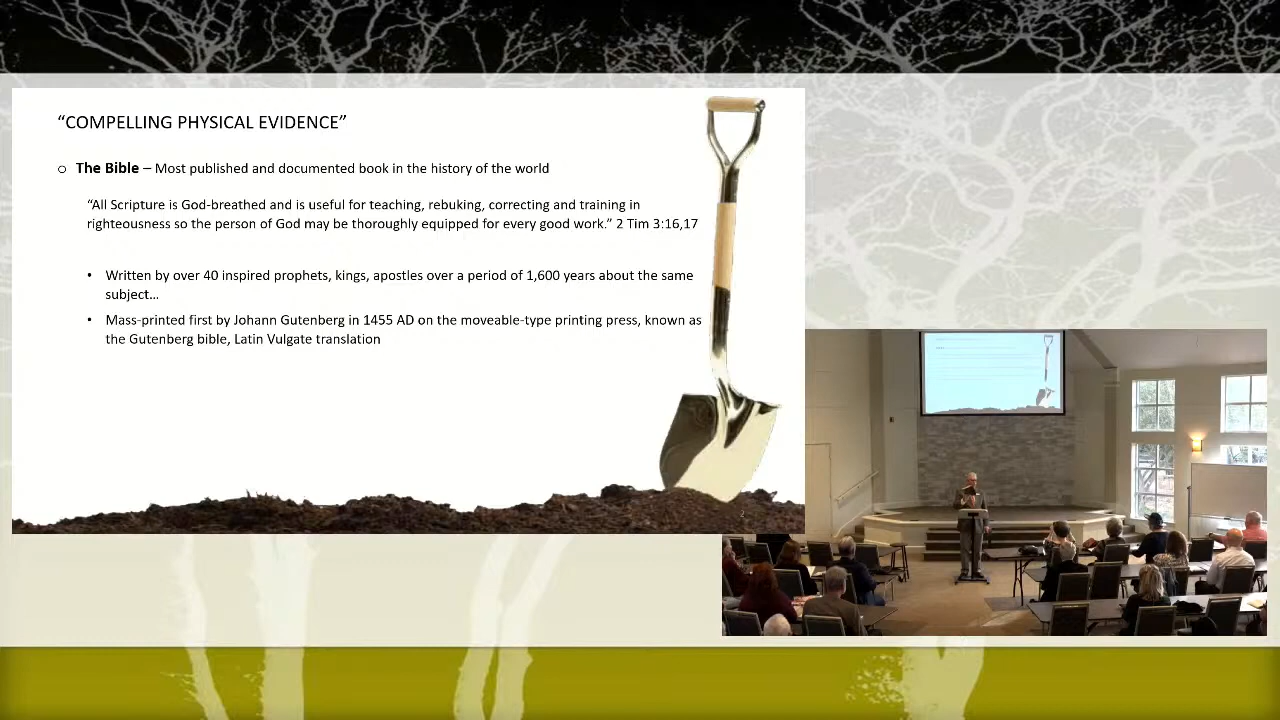 “COMPELLING PHYSICAL EVIDENCE”
o The Bible – Most published and documented book in the history of the world
“All Scripture is God-breathed and is useful for teaching, rebuking, correcting and training in
righteousness so the person of God may be thoroughly equipped for every good work.” 2 Tim 3:16,17
• Written by over 40 inspired prophets, kings, apostles over a period of 1,600 years about the same
subject…
• Mass-printed first by Johann Gutenberg in 1455 AD on the moveable-type printing press, known as
the Gutenberg bible, Latin Vulgate translation